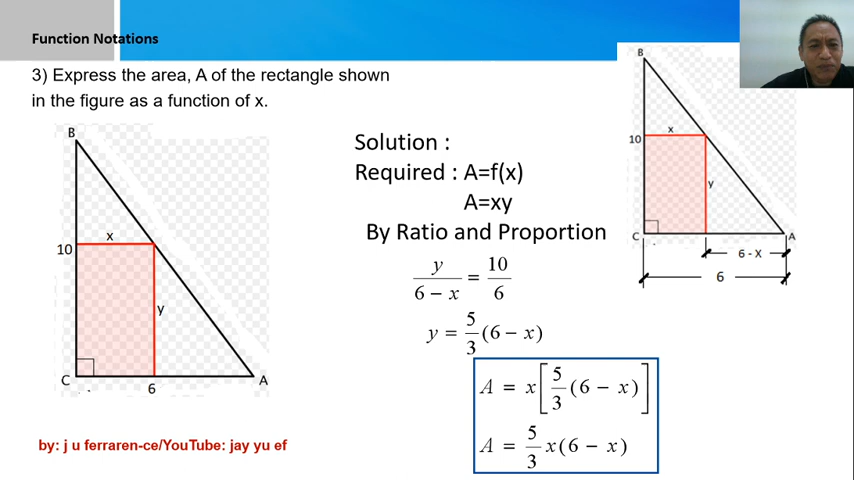 Function Notations
3) Express the area, A of the rectangle shown
in the figure as a function of x.
B
x
10
y
C
6
A
Solution :
Required : A=f(x)
A=xy
By Ratio and Proportion
y/(6 − x) = 10/6
y = 5/3 (6 − x)
A = x[5/3 (6 − x)]
A = 5/3 x(6 − x)
B
x
10
y
C
A
6 - X
6
by: j u ferraren-ce/YouTube: jay yu ef